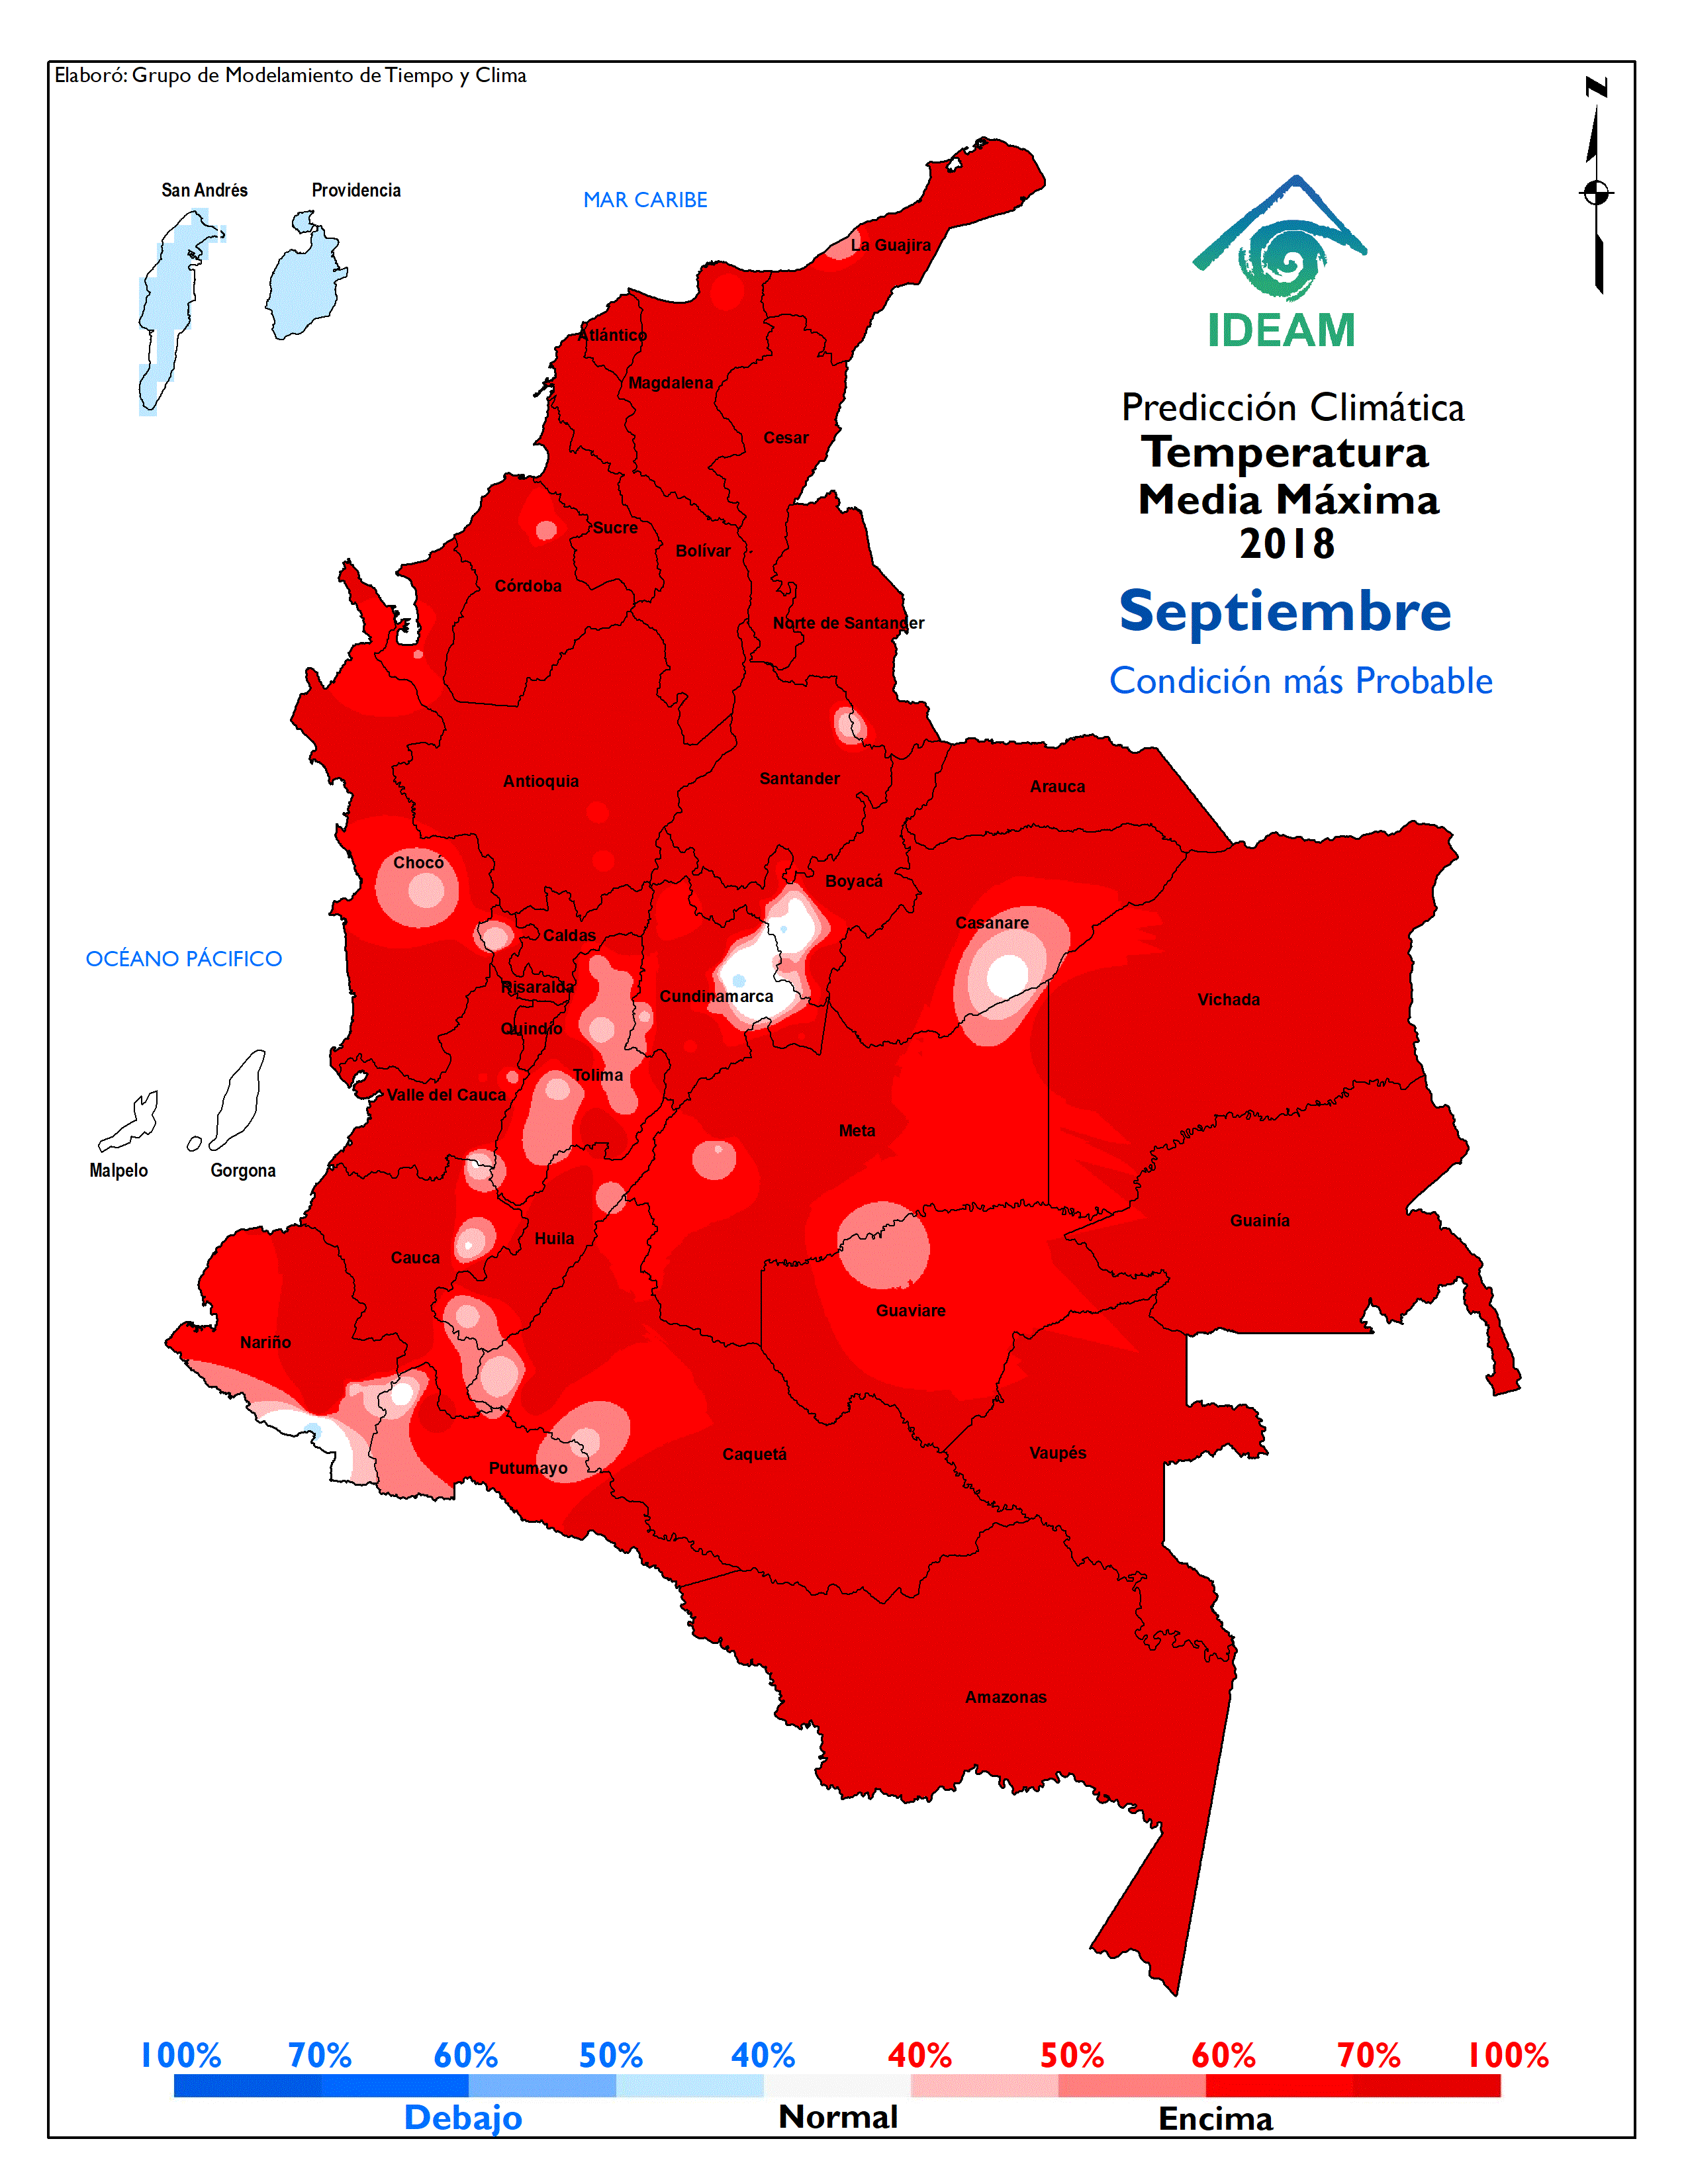 Elaboró: Grupo de Modelamiento de Tiempo y Clima
N
San Andrés
Providencia
MAR CARIBE
La Guajira
IDEAM
Atlántico
Magdalena
Predicción Climática
Temperatura
Media Máxima
2018
Septiembre
Condición más Probable
Cesar
Sucre
Bolívar
Córdoba
Norte de Santander
Antioquia
Santander
Arauca
Chocó
Boyacá
Casanare
Caldas
OCÉANO PÁCIFICO
Risaralda
Cundinamarca
Vichada
Quindío
Tolima
Valle del Cauca
Meta
Malpelo
Gorgona
Guainía
Huila
Cauca
Guaviare
Nariño
Caquetá
Vaupés
Putumayo
Amazonas
100% 70% 60% 50% 40% 40% 50% 60% 70% 100%
Debajo Normal Encima